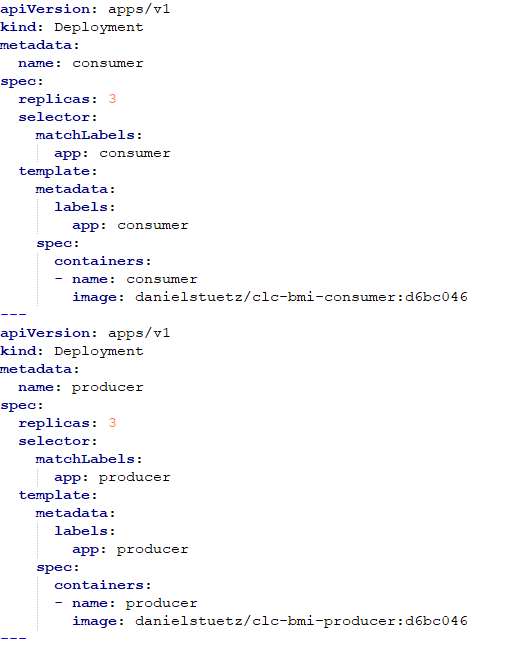 apiVersion: apps/v1
kind: Deployment
metadata:
  name: consumer
spec:
  replicas: 3
  selector:
    matchLabels:
      app: consumer
  template:
    metadata:
      labels:
        app: consumer
    spec:
      containers:
      - name: consumer
        image: danielstuetz/clc-bmi-consumer:d6bc046
---
apiVersion: apps/v1
kind: Deployment
metadata:
  name: producer
spec:
  replicas: 3
  selector:
    matchLabels:
      app: producer
  template:
    metadata:
      labels:
        app: producer
    spec:
      containers:
      - name: producer
        image: danielstuetz/clc-bmi-producer:d6bc046
---